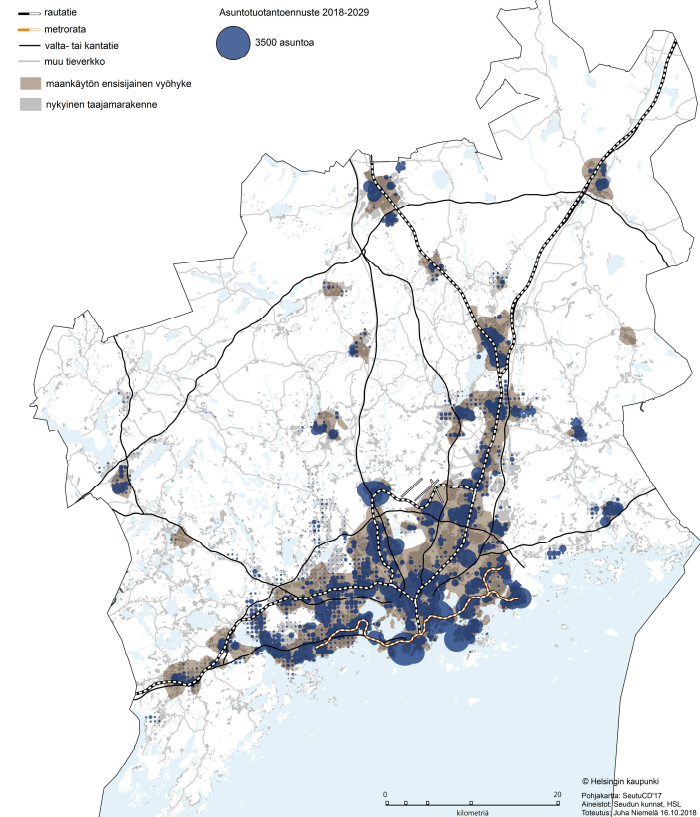 rautatie
metrorata
valta- tai kantatie
muu tieverkko
maankäytön ensisijainen vyöhyke
nykyinen taajamarakenne
Asuntotuotantoennuste 2018-2029
3500 asuntoa
© Helsingin kaupunki
Pohjakartta: SeutuCD'17
Aineistot: Seudun kunnat, HSL
Toteutus: Juha Niemelä 16.10.2018
0
20
kilometriä